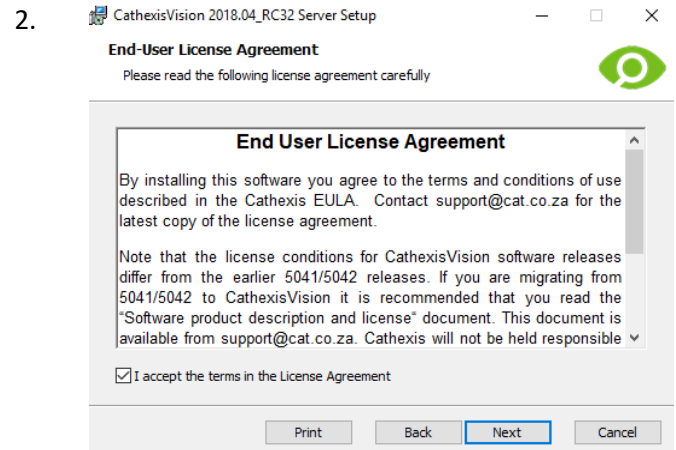 2.
CathexisVision 2018.04_RC32 Server Setup
End-User License Agreement
Please read the following license agreement carefully
End User License Agreement
By installing this software you agree to the terms and conditions of use
described in the Cathexis EULA.  Contact support@cat.co.za for the
latest copy of the license agreement.
Note that the license conditions for CathexisVision software releases
differ from the earlier 5041/5042 releases. If you are migrating from
5041/5042 to CathexisVision it is recommended that you read the
“Software product description and license“ document. This document is
available from support@cat.co.za. Cathexis will not be held responsible
I accept the terms in the License Agreement
Print Back Next Cancel